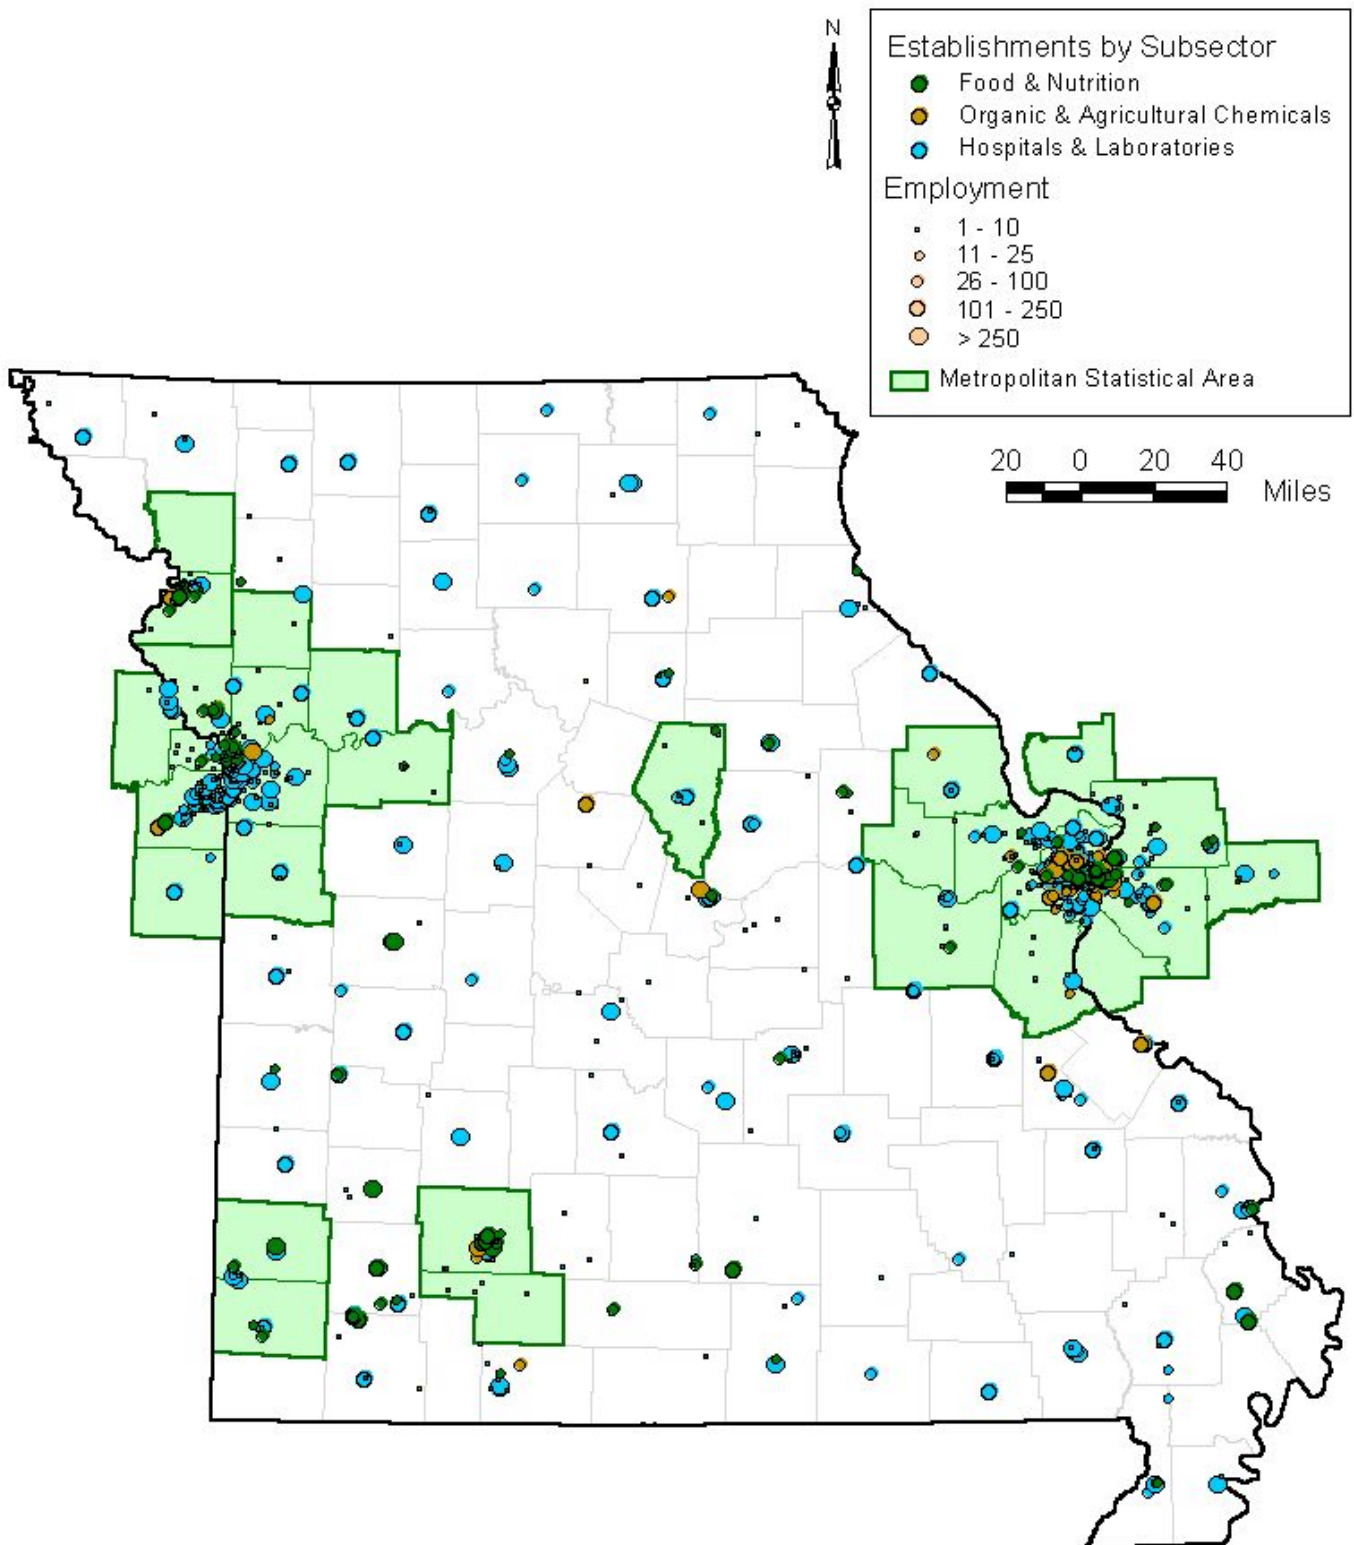 N
Establishments by Subsector
Food & Nutrition
Organic & Agricultural Chemicals
Hospitals & Laboratories
Employment
1 - 10
11 - 25
26 - 100
101 - 250
> 250
Metropolitan Statistical Area
20 0 20 40
Miles